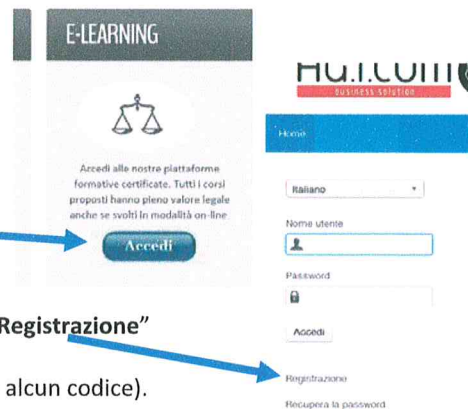 E-LEARNING
Accedi alle nostre piattaforme
formative certificate. Tutti i corsi
proposti hanno pieno valore legale
anche se svolti in modalità on-line
Accedi
Registrazione"
alcun codice).
business solution
Home
Italiano
Nome utente
Password
Accedi
Registrazione
Recupera la password